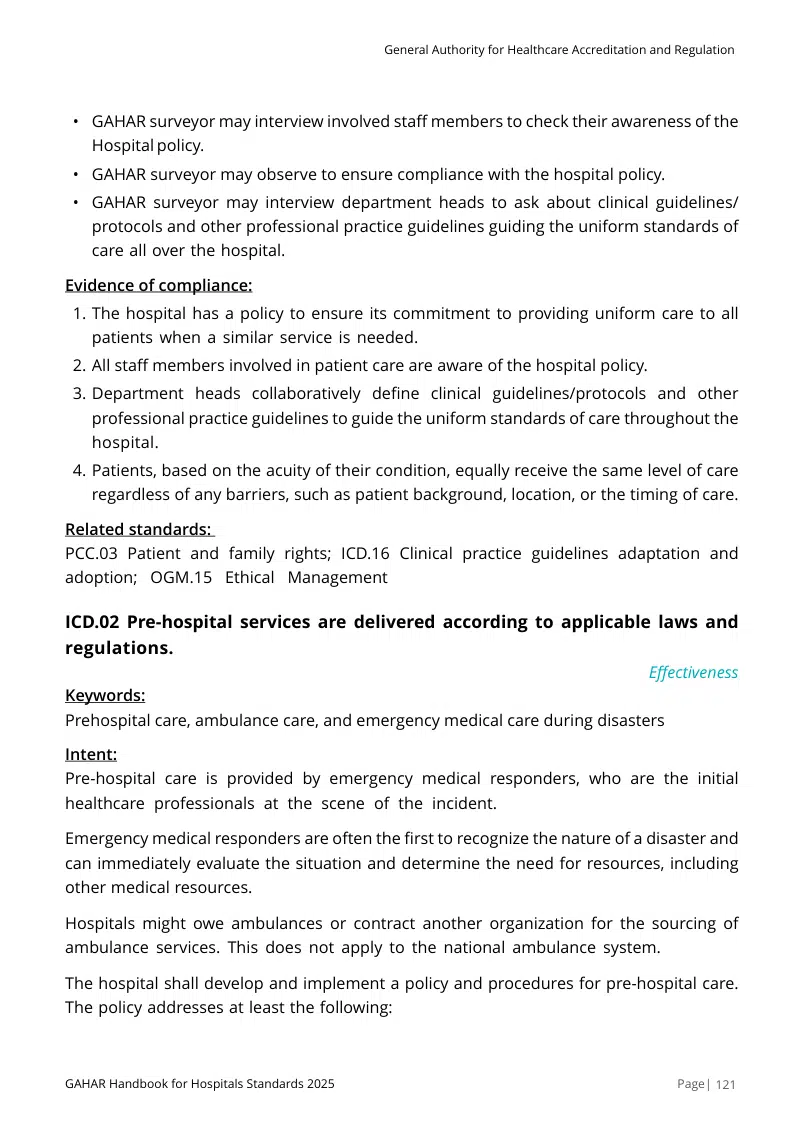 General Authority for Healthcare Accreditation and Regulation
• GAHAR surveyor may interview involved staff members to check their awareness of the
Hospital policy.
• GAHAR surveyor may observe to ensure compliance with the hospital policy.
• GAHAR surveyor may interview department heads to ask about clinical guidelines/
protocols and other professional practice guidelines guiding the uniform standards of
care all over the hospital.
Evidence of compliance:
1. The hospital has a policy to ensure its commitment to providing uniform care to all
patients when a similar service is needed.
2. All staff members involved in patient care are aware of the hospital policy.
3. Department heads collaboratively define clinical guidelines/protocols and other
professional practice guidelines to guide the uniform standards of care throughout the
hospital.
4. Patients, based on the acuity of their condition, equally receive the same level of care
regardless of any barriers, such as patient background, location, or the timing of care.
Related standards:
PCC.03 Patient and family rights; ICD.16 Clinical practice guidelines adaptation and
adoption; OGM.15 Ethical Management
ICD.02 Pre-hospital services are delivered according to applicable laws and
regulations.
Effectiveness
Keywords:
Prehospital care, ambulance care, and emergency medical care during disasters
Intent:
Pre-hospital care is provided by emergency medical responders, who are the initial
healthcare professionals at the scene of the incident.
Emergency medical responders are often the first to recognize the nature of a disaster and
can immediately evaluate the situation and determine the need for resources, including
other medical resources.
Hospitals might owe ambulances or contract another organization for the sourcing of
ambulance services. This does not apply to the national ambulance system.
The hospital shall develop and implement a policy and procedures for pre-hospital care.
The policy addresses at least the following:
GAHAR Handbook for Hospitals Standards 2025
Page| 121